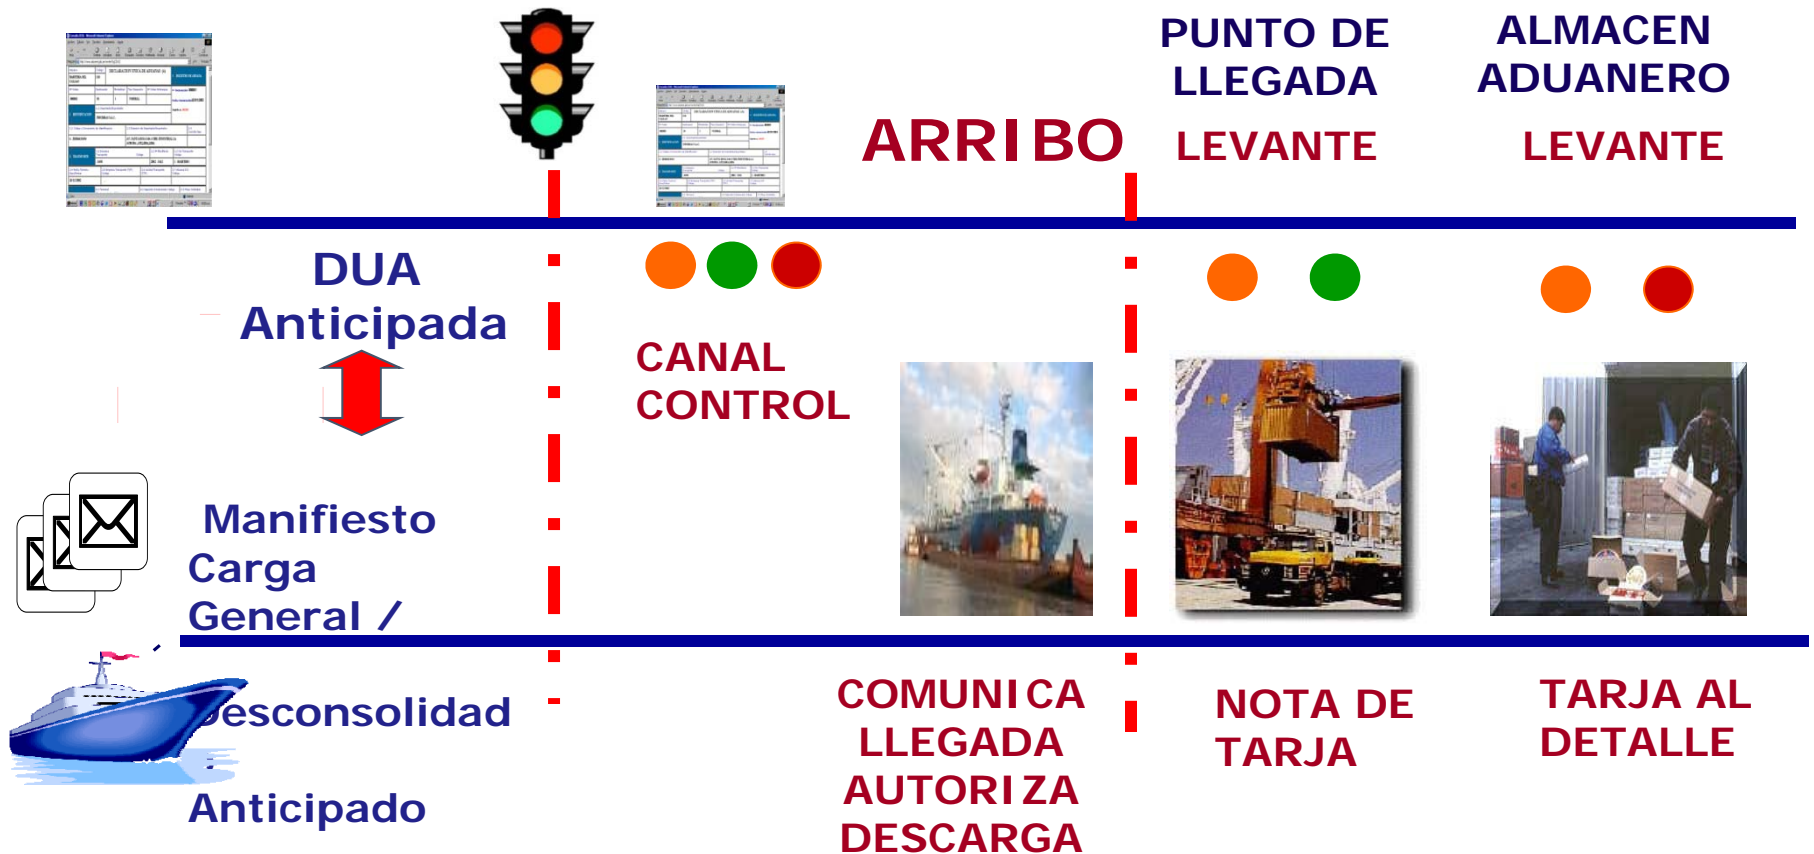 PUNTO DE
LLEGADA
ALMACEN
ADUANERO
ARRIBO
LEVANTE
LEVANTE
DUA
Anticipada
CANAL
CONTROL
Manifiesto
Carga
General /
Desconsolidad
Anticipado
COMUNICA
LLEGADA
AUTORIZA
DESCARGA
NOTA DE
TARJA
TARJA AL
DETALLE